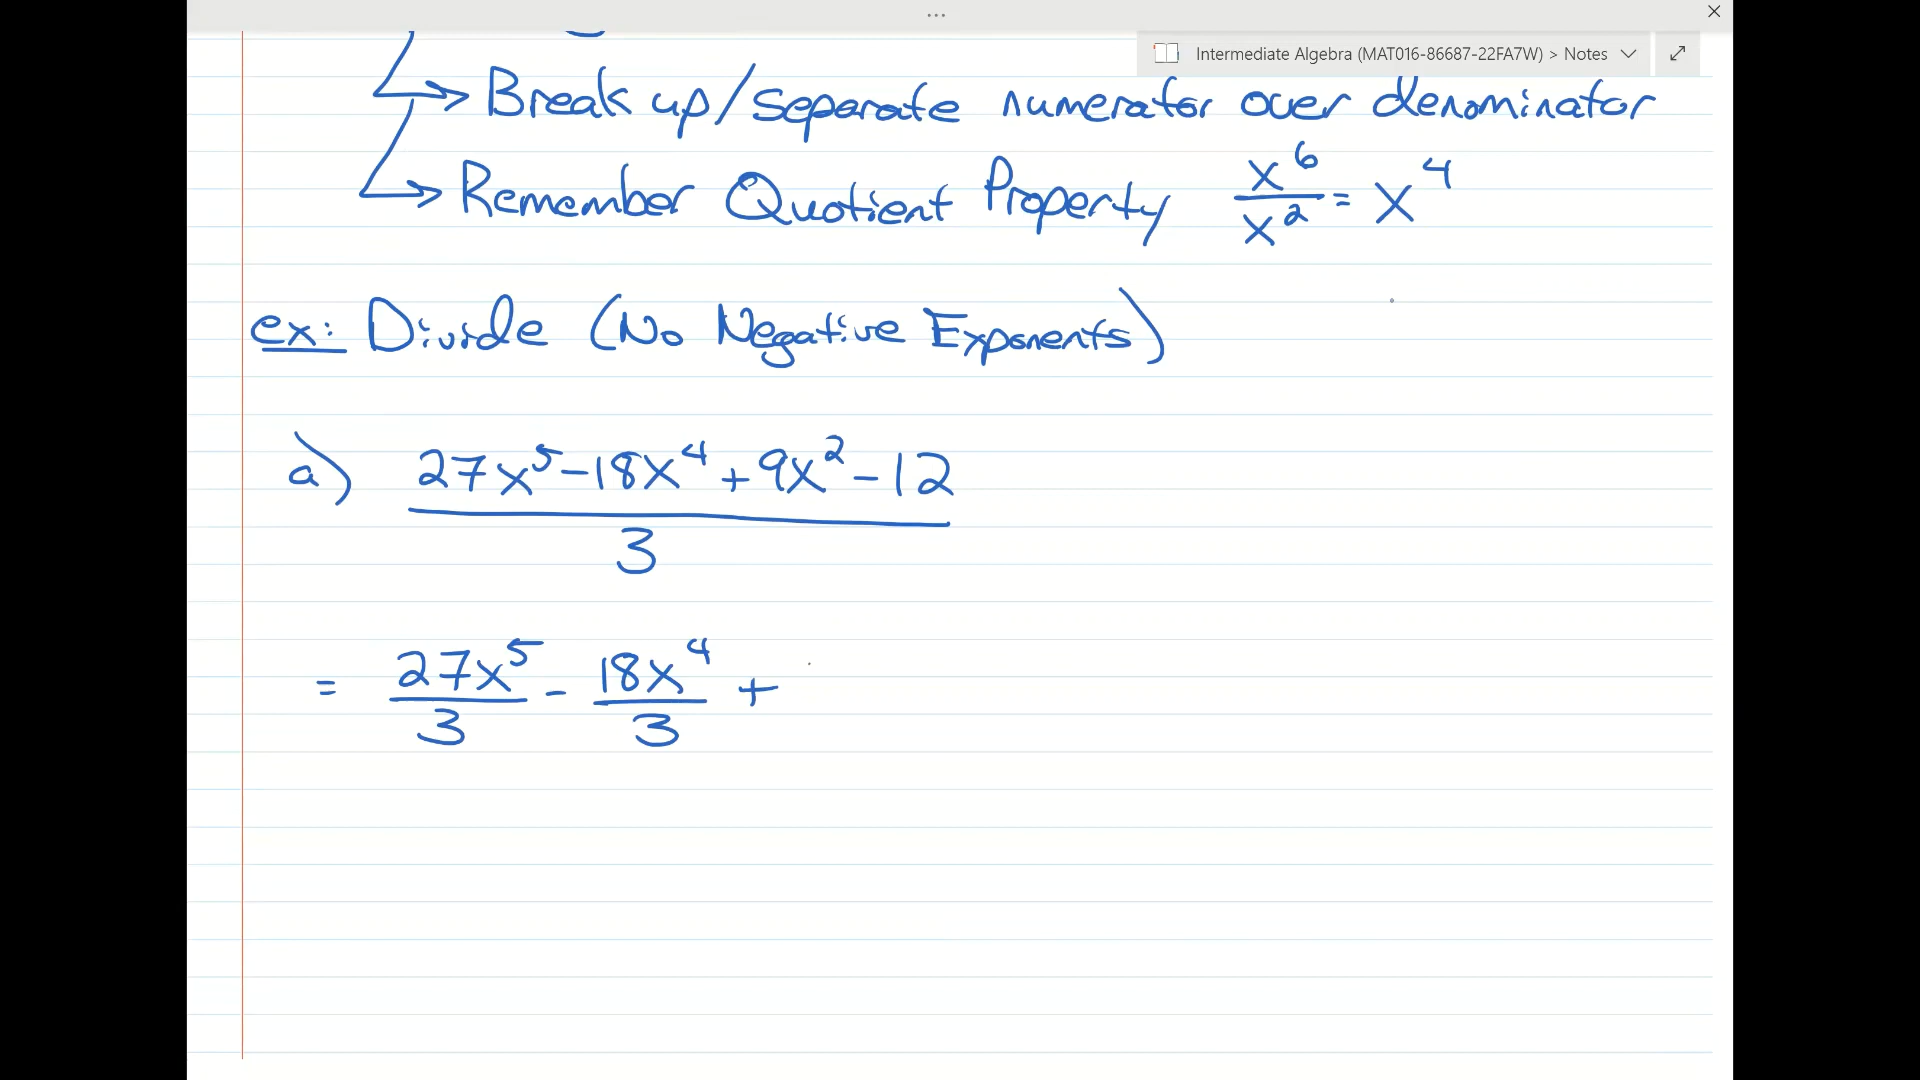 Intermediate Algebra (MAT016-86687-22FA7W) > Notes
Break up/separate numerator over denominator
Remember Quotient Property x^6/x^2 = x^4
ex: Divide (No Negative Exponents)
a) (27x^5 - 18x^4 + 9x^2 - 12)/3
= 27x^5/3 - 18x^4/3 +